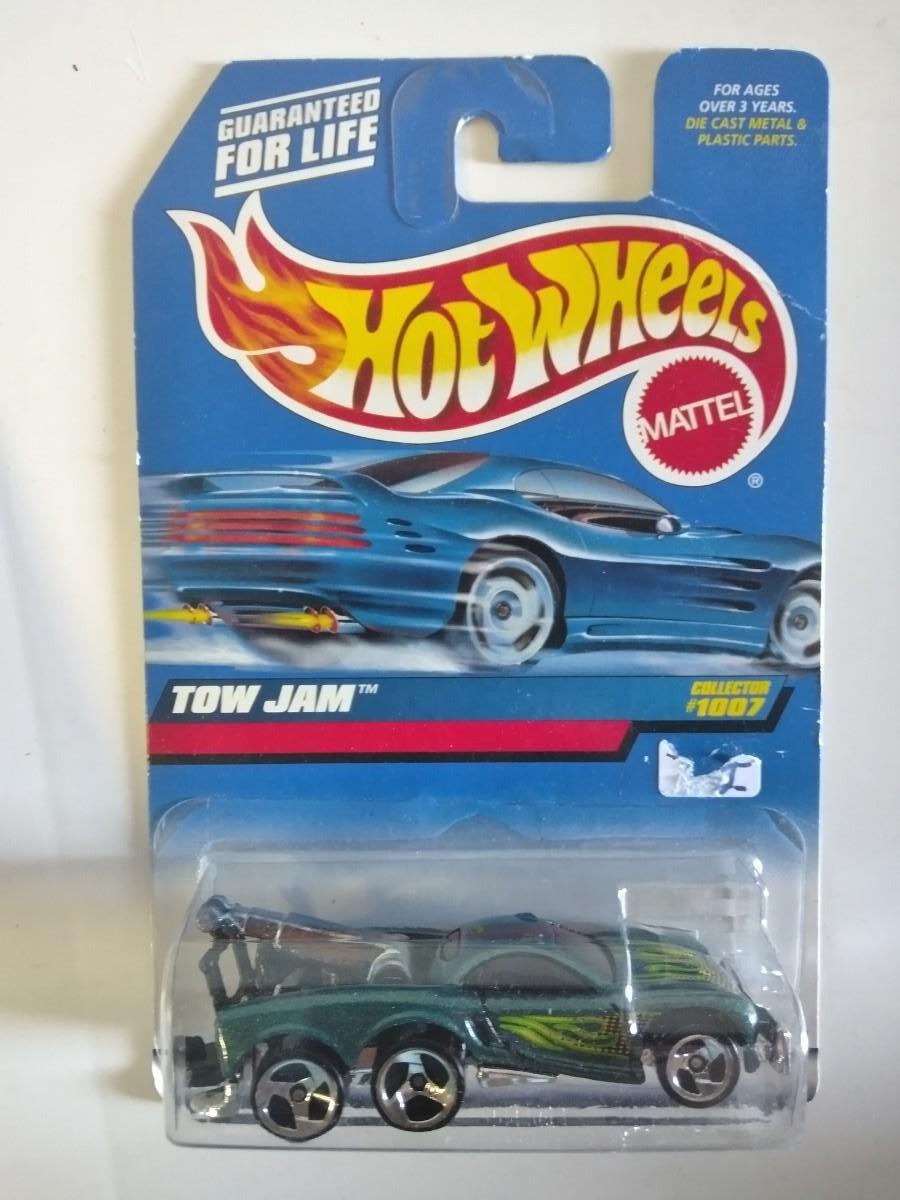 GUARANTEED
FOR LIFE
FOR AGES
OVER 3 YEARS.
DIE CAST METAL &
PLASTIC PARTS.
HOT WHEELS
MATTEL
®
TOW JAM™
COLLECTOR
#1007